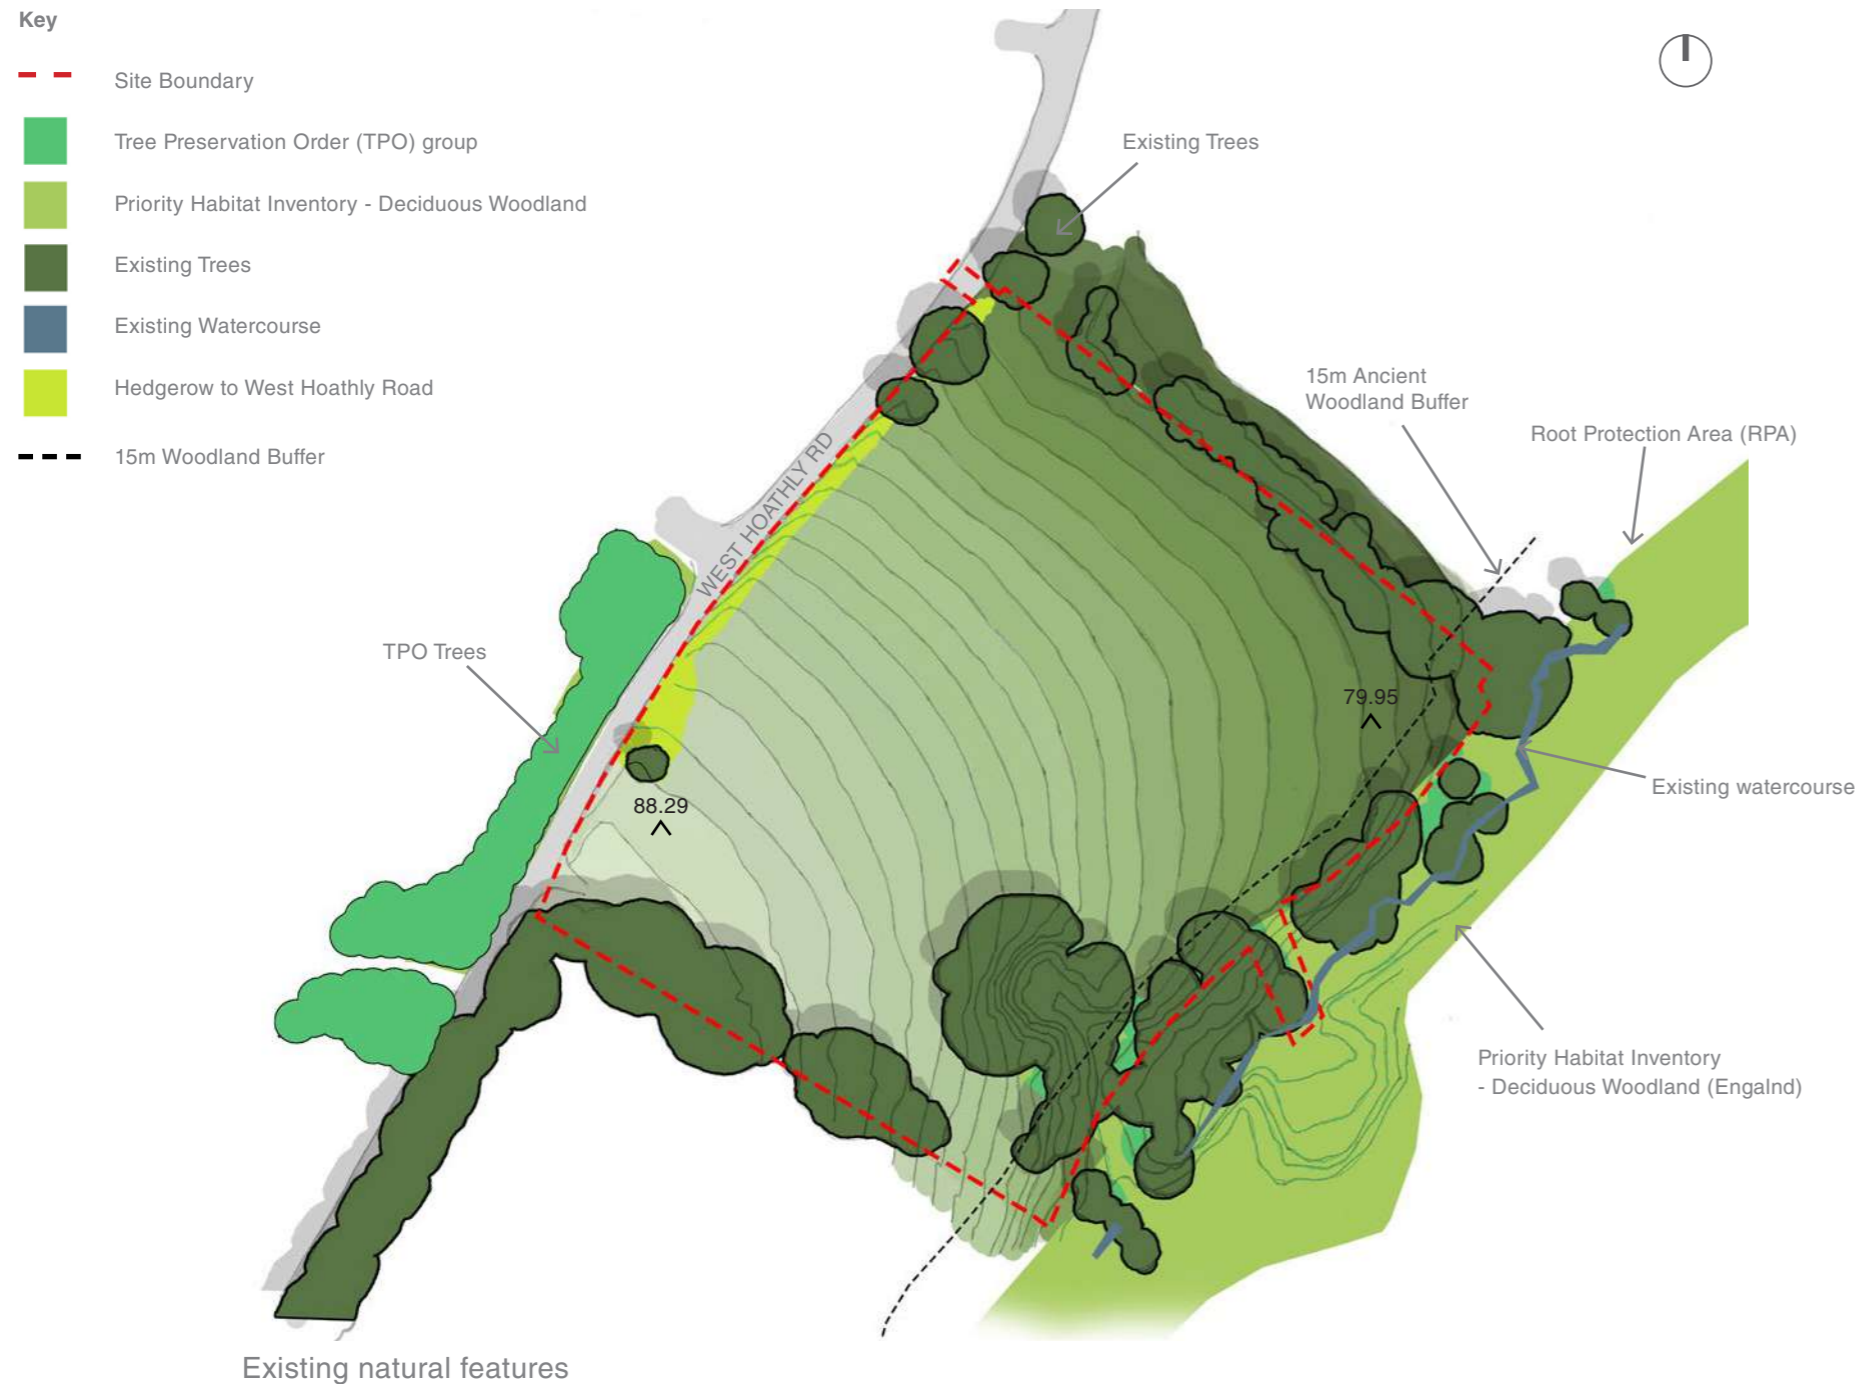 Key
Site Boundary
Tree Preservation Order (TPO) group
Priority Habitat Inventory - Deciduous Woodland
Existing Trees
Existing Watercourse
Hedgerow to West Hoathly Road
15m Woodland Buffer
Existing Trees
15m Ancient
Woodland Buffer
Root Protection Area (RPA)
WEST HOATHLY RD
TPO Trees
79.95
88.29
Existing watercourse
Priority Habitat Inventory
- Deciduous Woodland (Engalnd)
Existing natural features